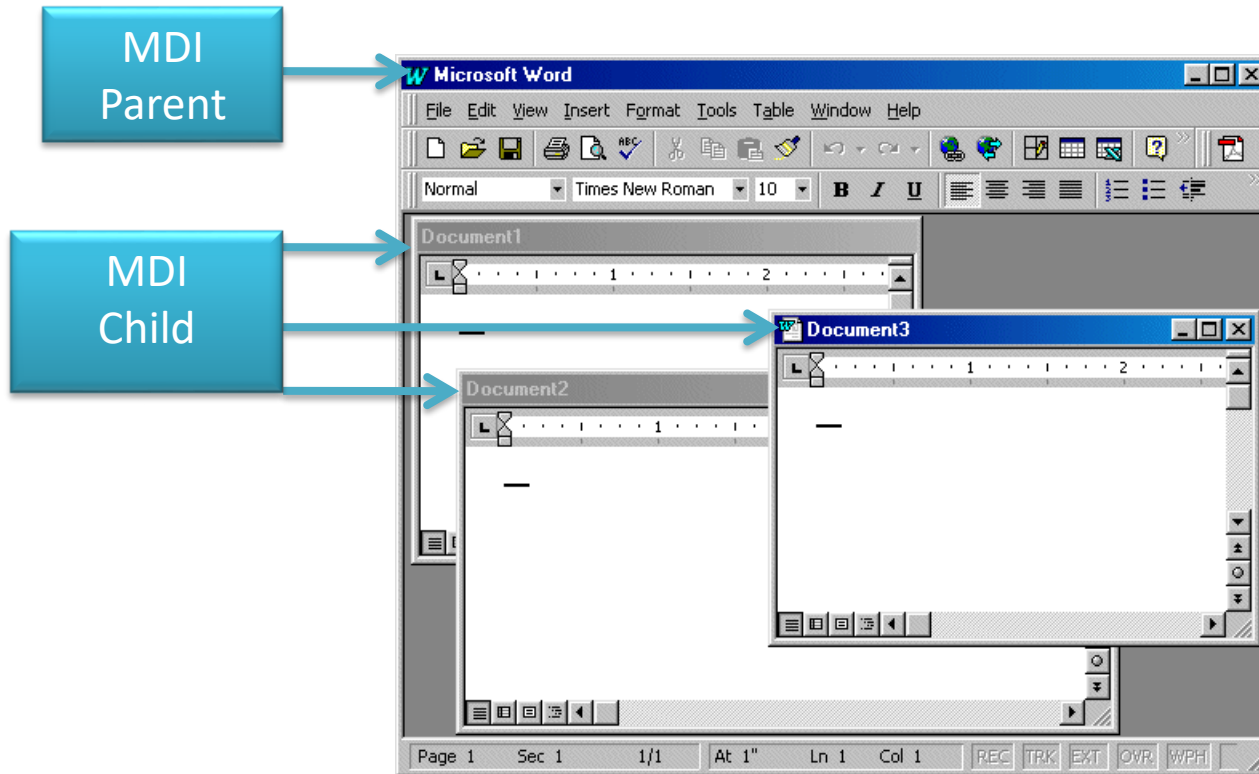 MDI
Parent
Microsoft Word
File Edit View Insert Format Tools Table Window Help
ABC
Normal Times New Roman 10 B I U
MDI
Child
Document1
1 2
Document3
1 2
Document2
1
Page 1 Sec 1 1/1 At 1" Ln 1 Col 1 REC TRK EXT OVR WPH